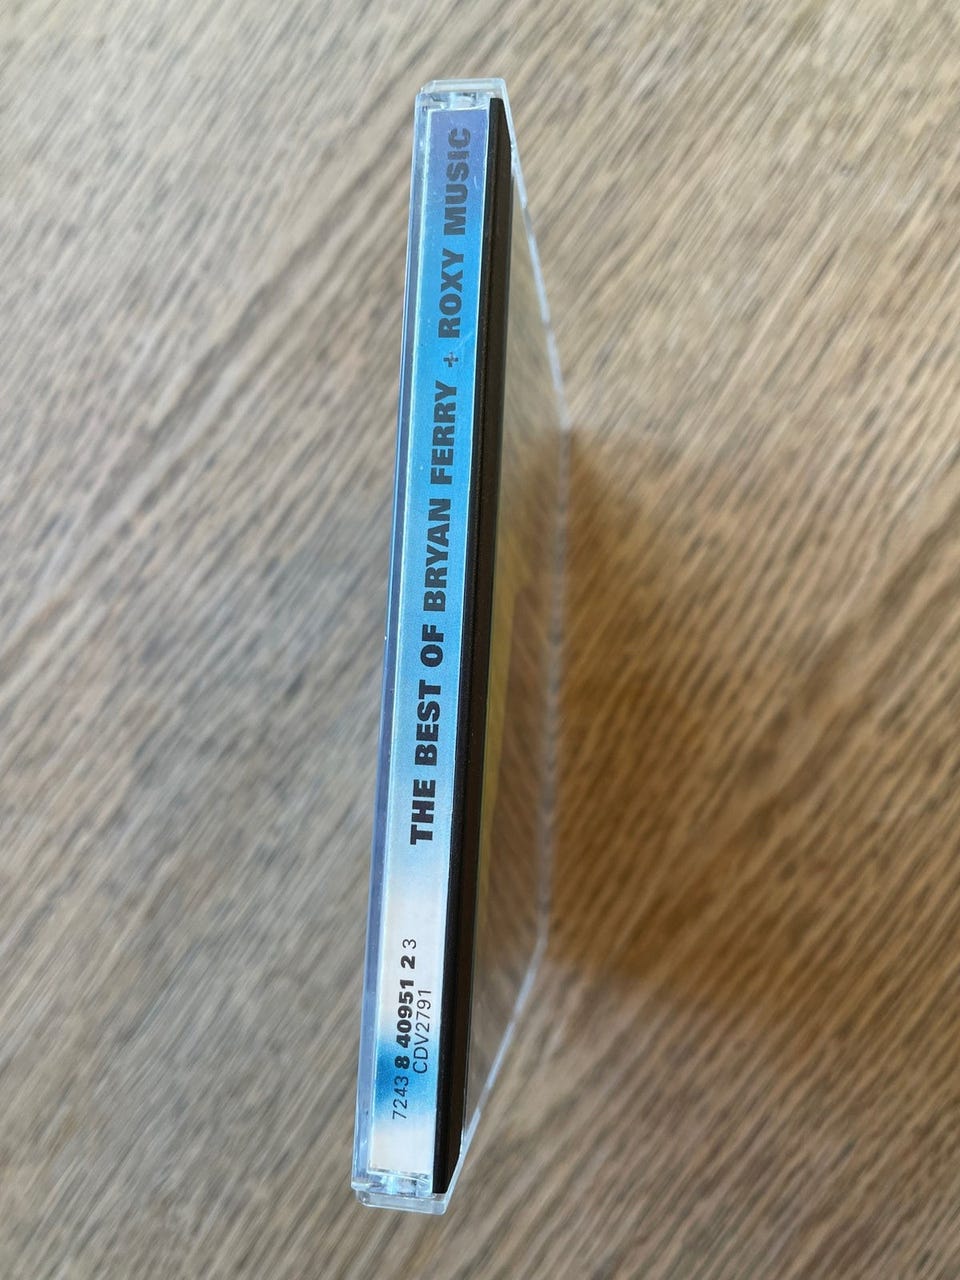 THE BEST OF BRYAN FERRY + ROXY MUSIC
7243 8 40951 2 3
CDV2791